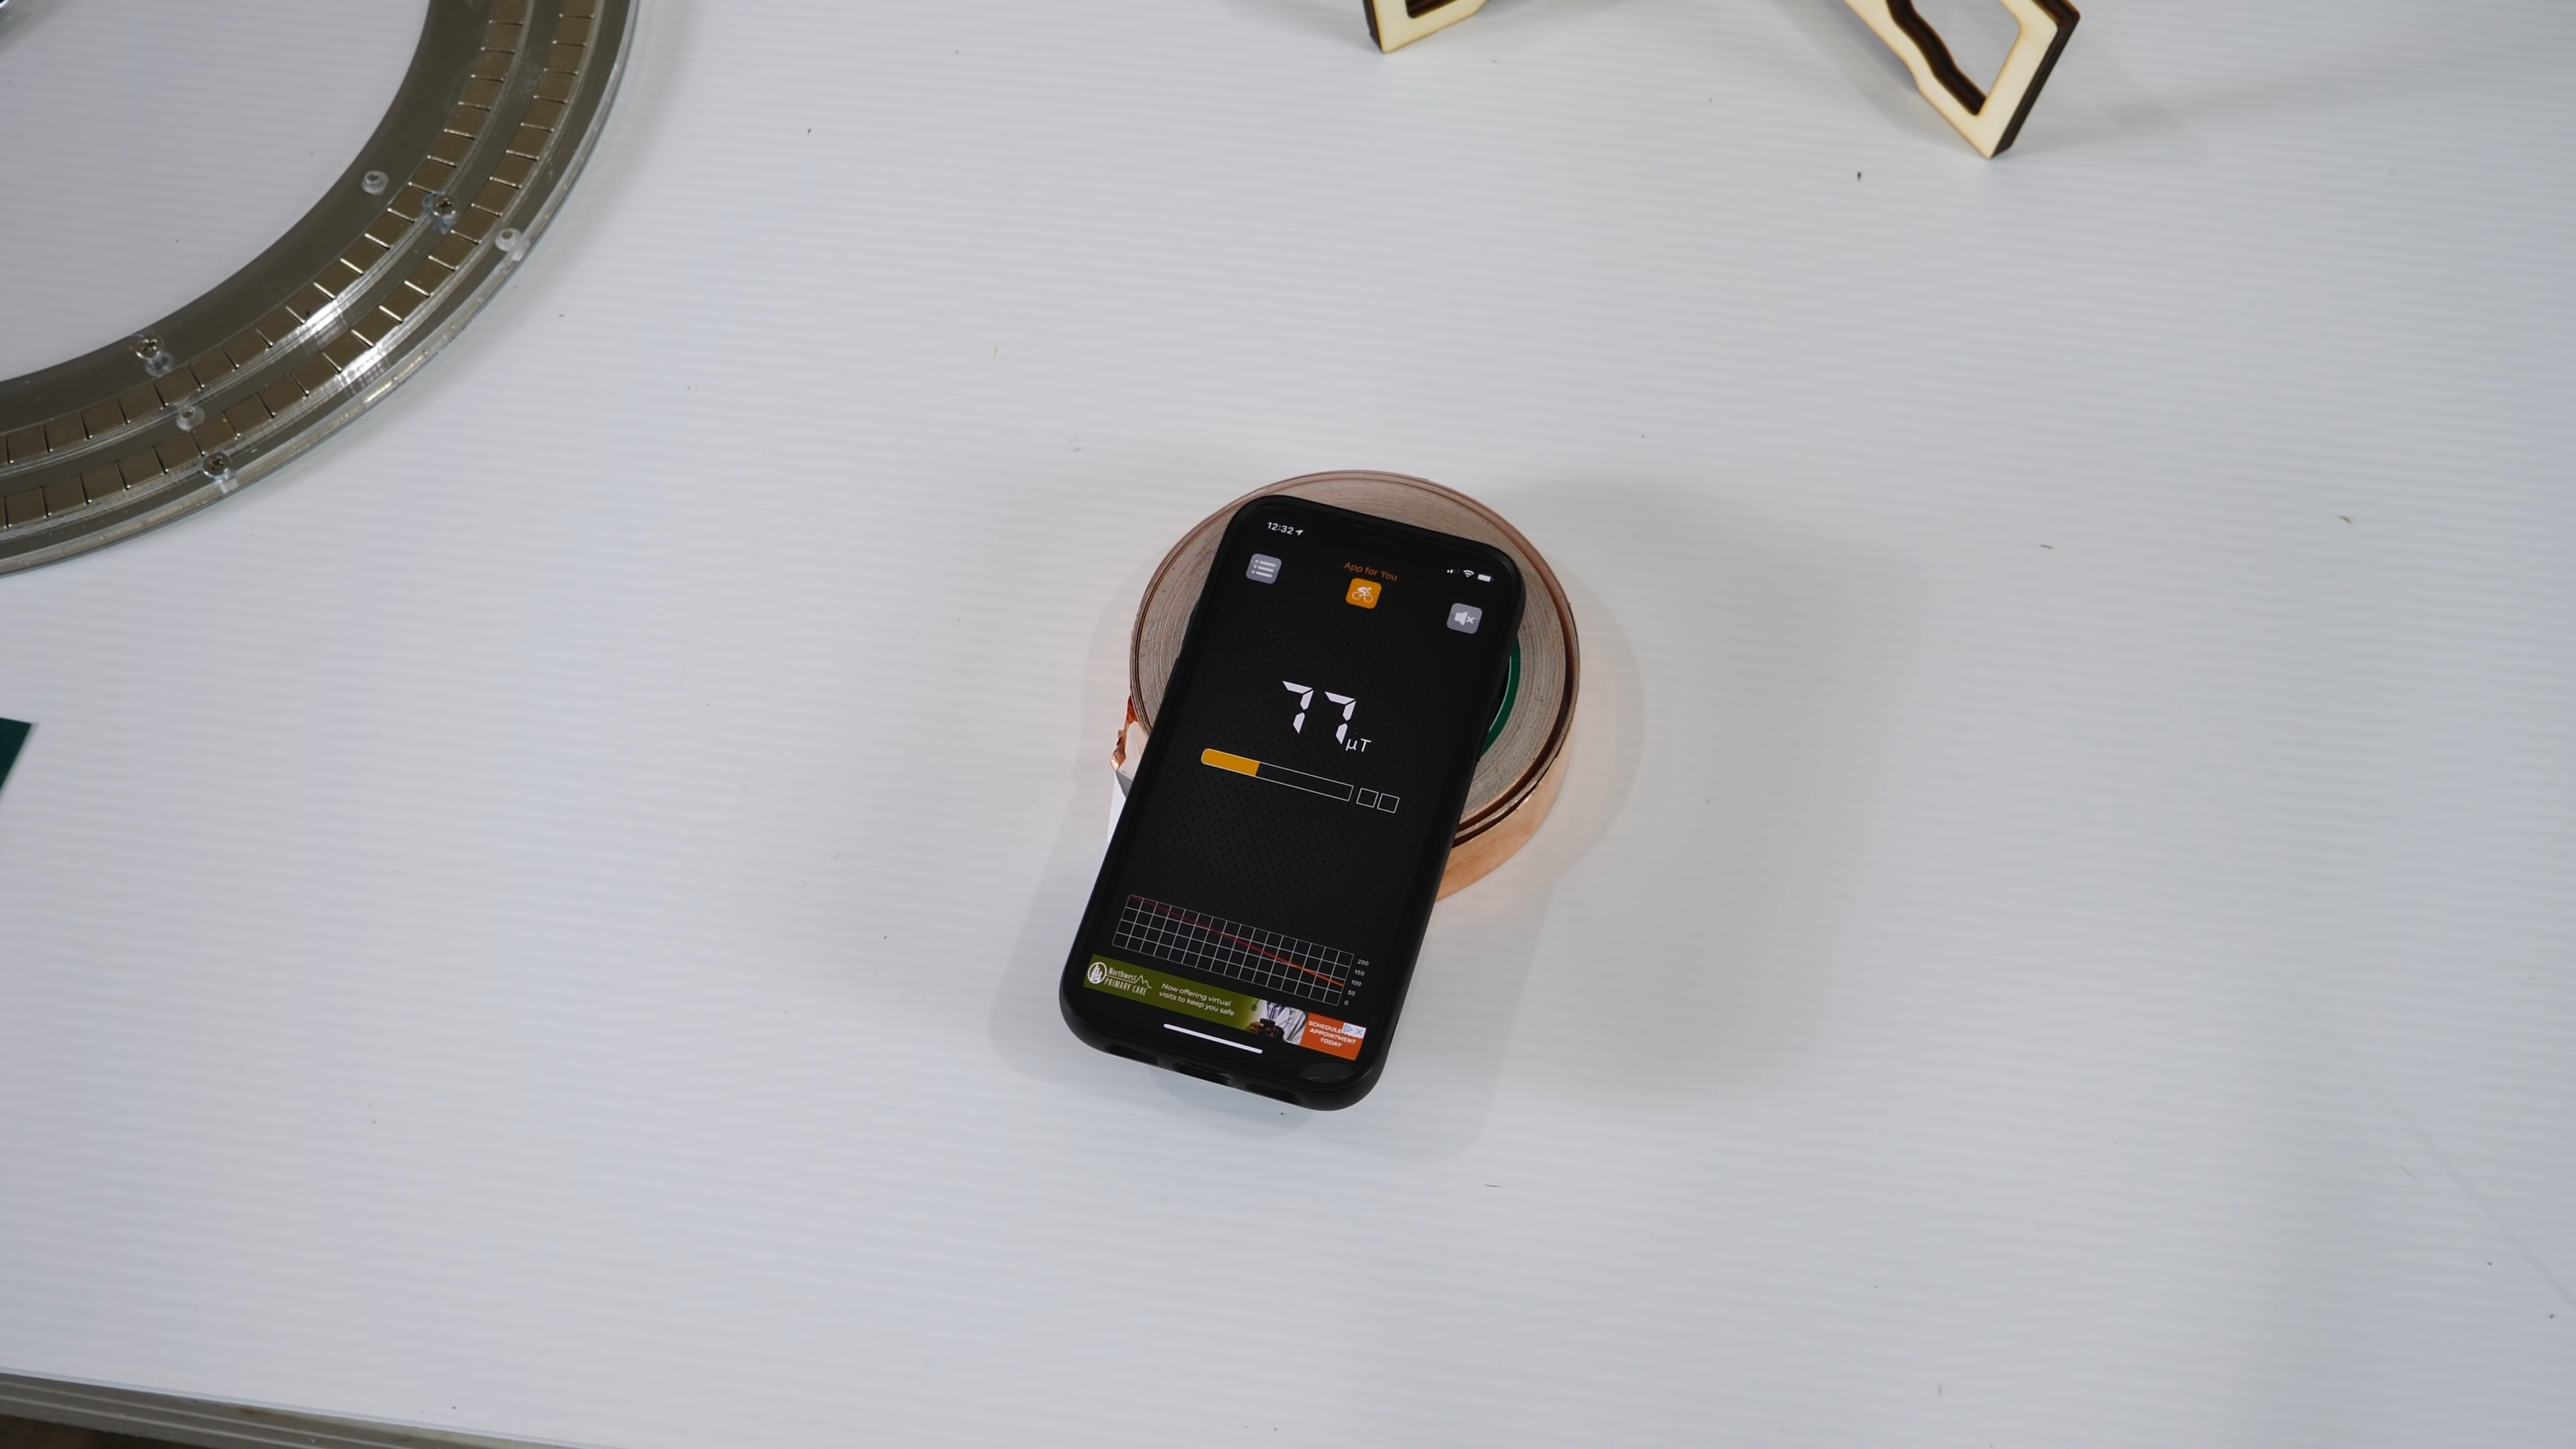 12:32
App for You
77
µT
200
150
100
50
0
Northwest
PRIMARY CARE
Now offering virtual
visits to keep you safe
SCHEDULE
APPOINTMENT
TODAY